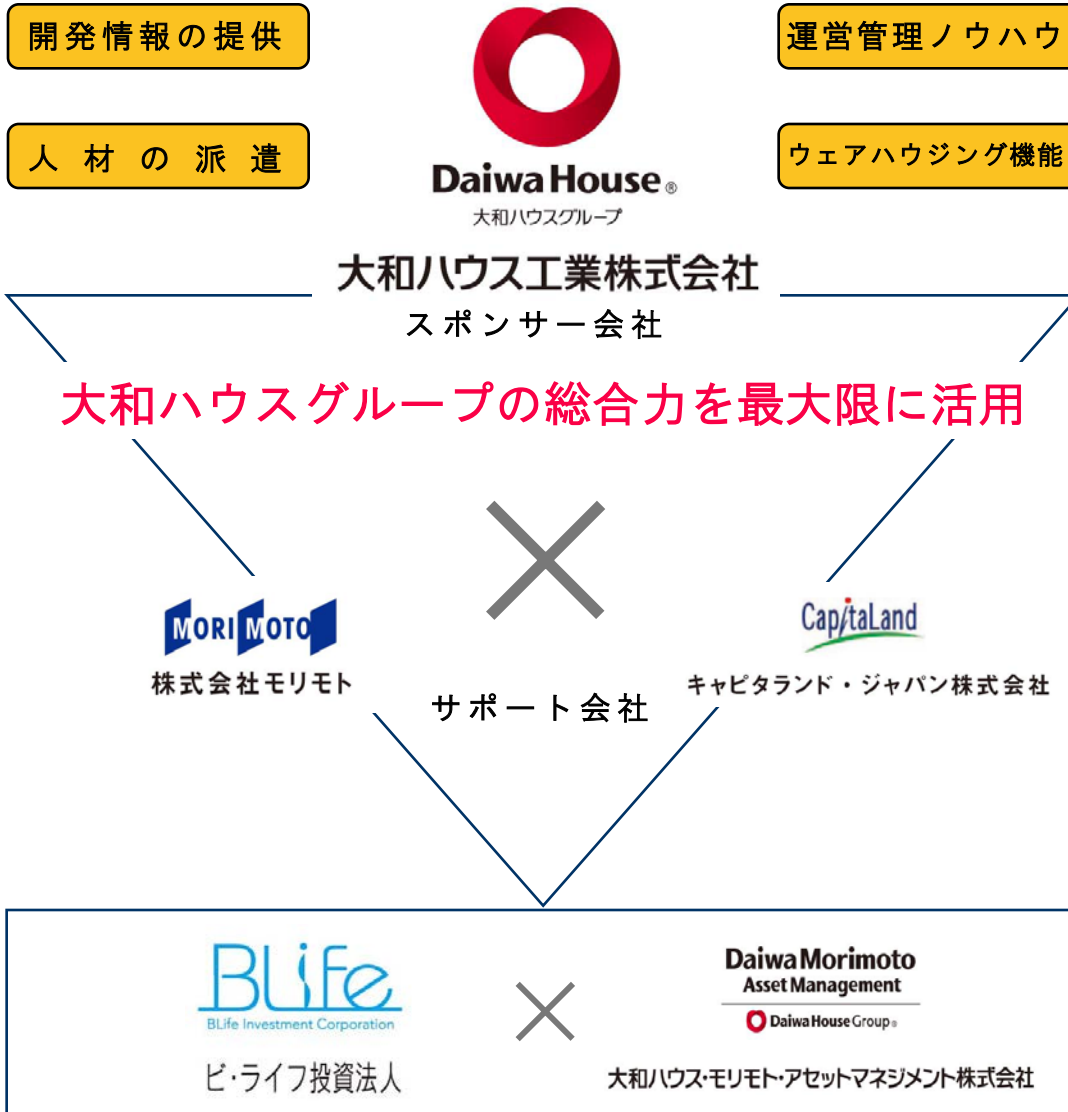 開発情報の提供
運営管理ノウハウ
人材の派遣
ウェアハウジング機能
Daiwa House®
大和ハウスグループ
大和ハウス工業株式会社
スポンサー会社
大和ハウスグループの総合力を最大限に活用
MORIMOTO
株式会社モリモト
CapitaLand
キャピタランド・ジャパン株式会社
サポート会社
BLife
BLife Investment Corporation
ビ・ライフ投資法人
Daiwa Morimoto
Asset Management
Daiwa House Group®
大和ハウス・モリモト・アセットマネジメント株式会社